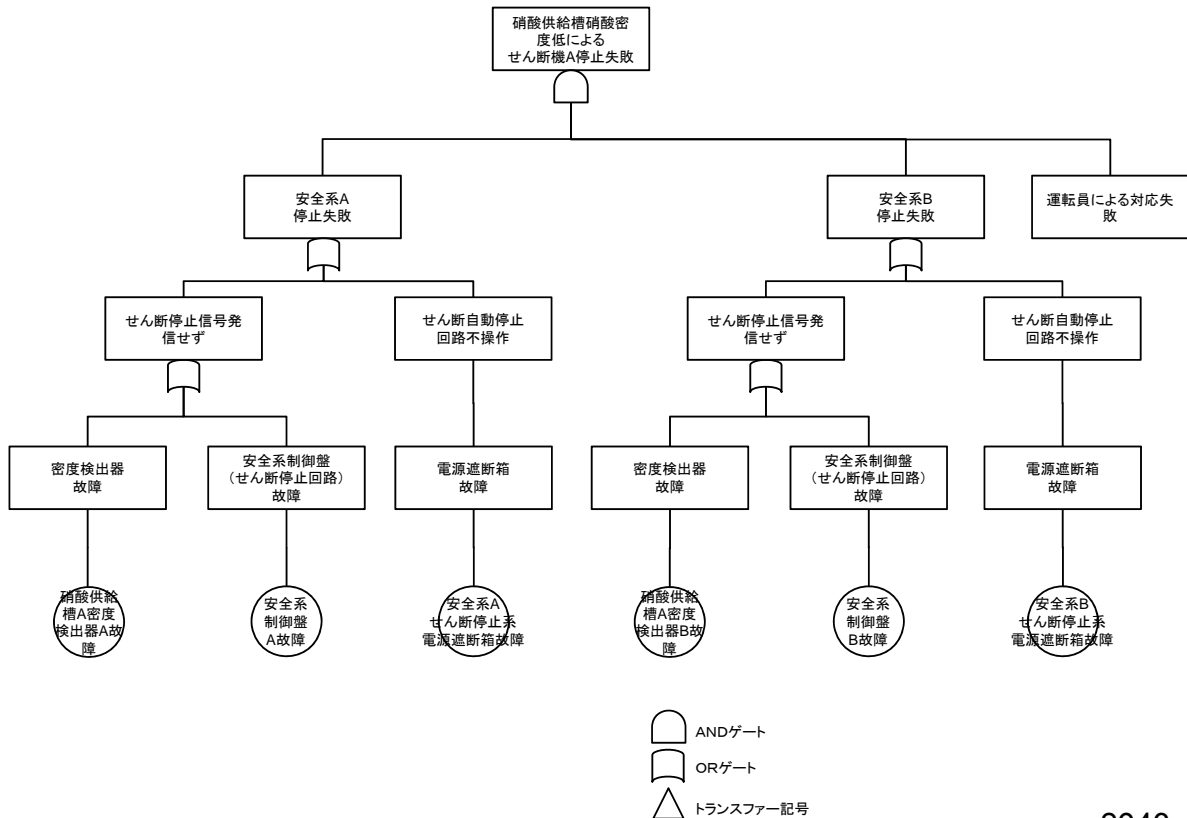 硝酸供給槽硝酸密
度低による
せん断機A停止失敗
安全系A
停止失敗
安全系B
停止失敗
運転員による対応失
敗
せん断停止信号発
信せず
せん断自動停止
回路不操作
せん断停止信号発
信せず
せん断自動停止
回路不操作
密度検出器
故障
安全系制御盤
（せん断停止回路）
故障
電源遮断箱
故障
密度検出器
故障
安全系制御盤
（せん断停止回路）
故障
電源遮断箱
故障
硝酸供給
槽A密度
検出器A故
障
安全系
制御盤
A故障
安全系A
せん断停止系
電源遮断箱故障
硝酸供給
槽A密度
検出器B故
障
安全系
制御盤
B故障
安全系B
せん断停止系
電源遮断箱故障
ANDゲート
ORゲート
トランスファー記号